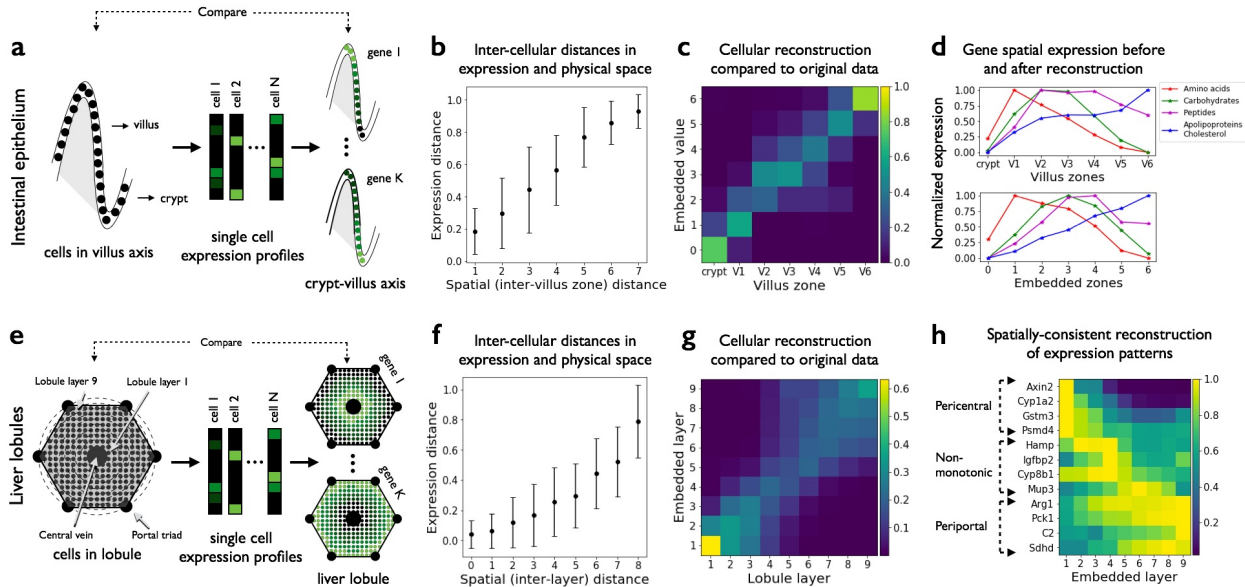 Compare
a
Intestinal epithelium
villus
crypt
cells in villus axis
cell 1
cell 2
cell N
single cell
expression profiles
gene 1
gene K
crypt-villus axis
b
Inter-cellular distances in
expression and physical space
Expression distance
1.0
0.8
0.6
0.4
0.2
0.0
1 2 3 4 5 6 7
Spatial (inter-villus zone) distance
c
Cellular reconstruction
compared to original data
Embedded value
6
5
4
3
2
1
0
crypt V1 V2 V3 V4 V5 V6
Villus zone
1.0
0.8
0.6
0.4
0.2
0.0
d
Gene spatial expression before
and after reconstruction
Normalized expression
1.00
0.75
0.50
0.25
0.00
crypt V1 V2 V3 V4 V5 V6
Villus zones
Amino acids
Carbohydrates
Peptides
Apolipoproteins
Cholesterol
1.00
0.75
0.50
0.25
0.00
0 1 2 3 4 5 6
Embedded zones
e
Liver lobules
Compare
Lobule layer 9
Lobule layer 1
Central vein
Portal triad
cells in lobule
cell 1
cell 2
cell N
single cell
expression profiles
gene 1
gene K
liver lobule
f
Inter-cellular distances in
expression and physical space
Expression distance
1.0
0.8
0.6
0.4
0.2
0.0
0 1 2 3 4 5 6 7 8
Spatial (inter-layer) distance
g
Cellular reconstruction
compared to original data
Embedded layer
9
8
7
6
5
4
3
2
1
1 2 3 4 5 6 7 8 9
Lobule layer
0.6
0.5
0.4
0.3
0.2
0.1
h
Spatially-consistent reconstruction
of expression patterns
Pericentral
Non-
monotonic
Periportal
Axin2
Cyp1a2
Gstm3
Psmd4
Hamp
Igfbp2
Cyp8b1
Mup3
Arg1
Pck1
C2
Sdhd
1 2 3 4 5 6 7 8 9
Embedded layer
1.0
0.8
0.6
0.4
0.2